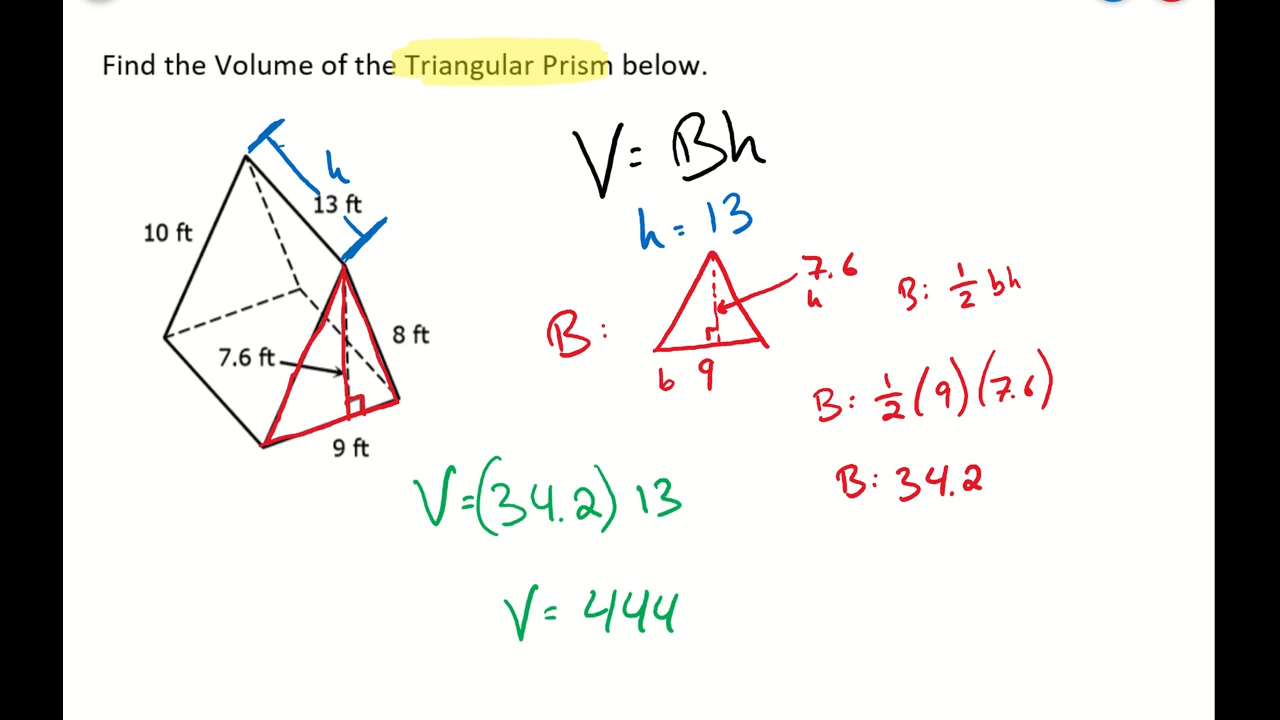 Find the Volume of the Triangular Prism below.
V = Bh
h
13 ft
h = 13
10 ft
7.6
h
B: 1/2 bh
8 ft
B:
7.6 ft
b 9
B: 1/2 (9)(7.6)
9 ft
B: 34.2
V=(34.2) 13
V= 444